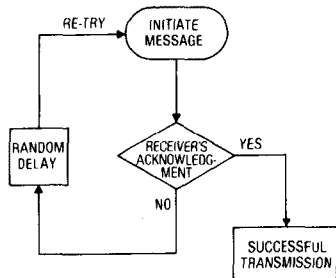 RE-TRY
INITIATE
MESSAGE
RANDOM
DELAY
RECEIVER'S
ACKNOWLEDG-
MENT
YES
NO
SUCCESSFUL
TRANSMISSION